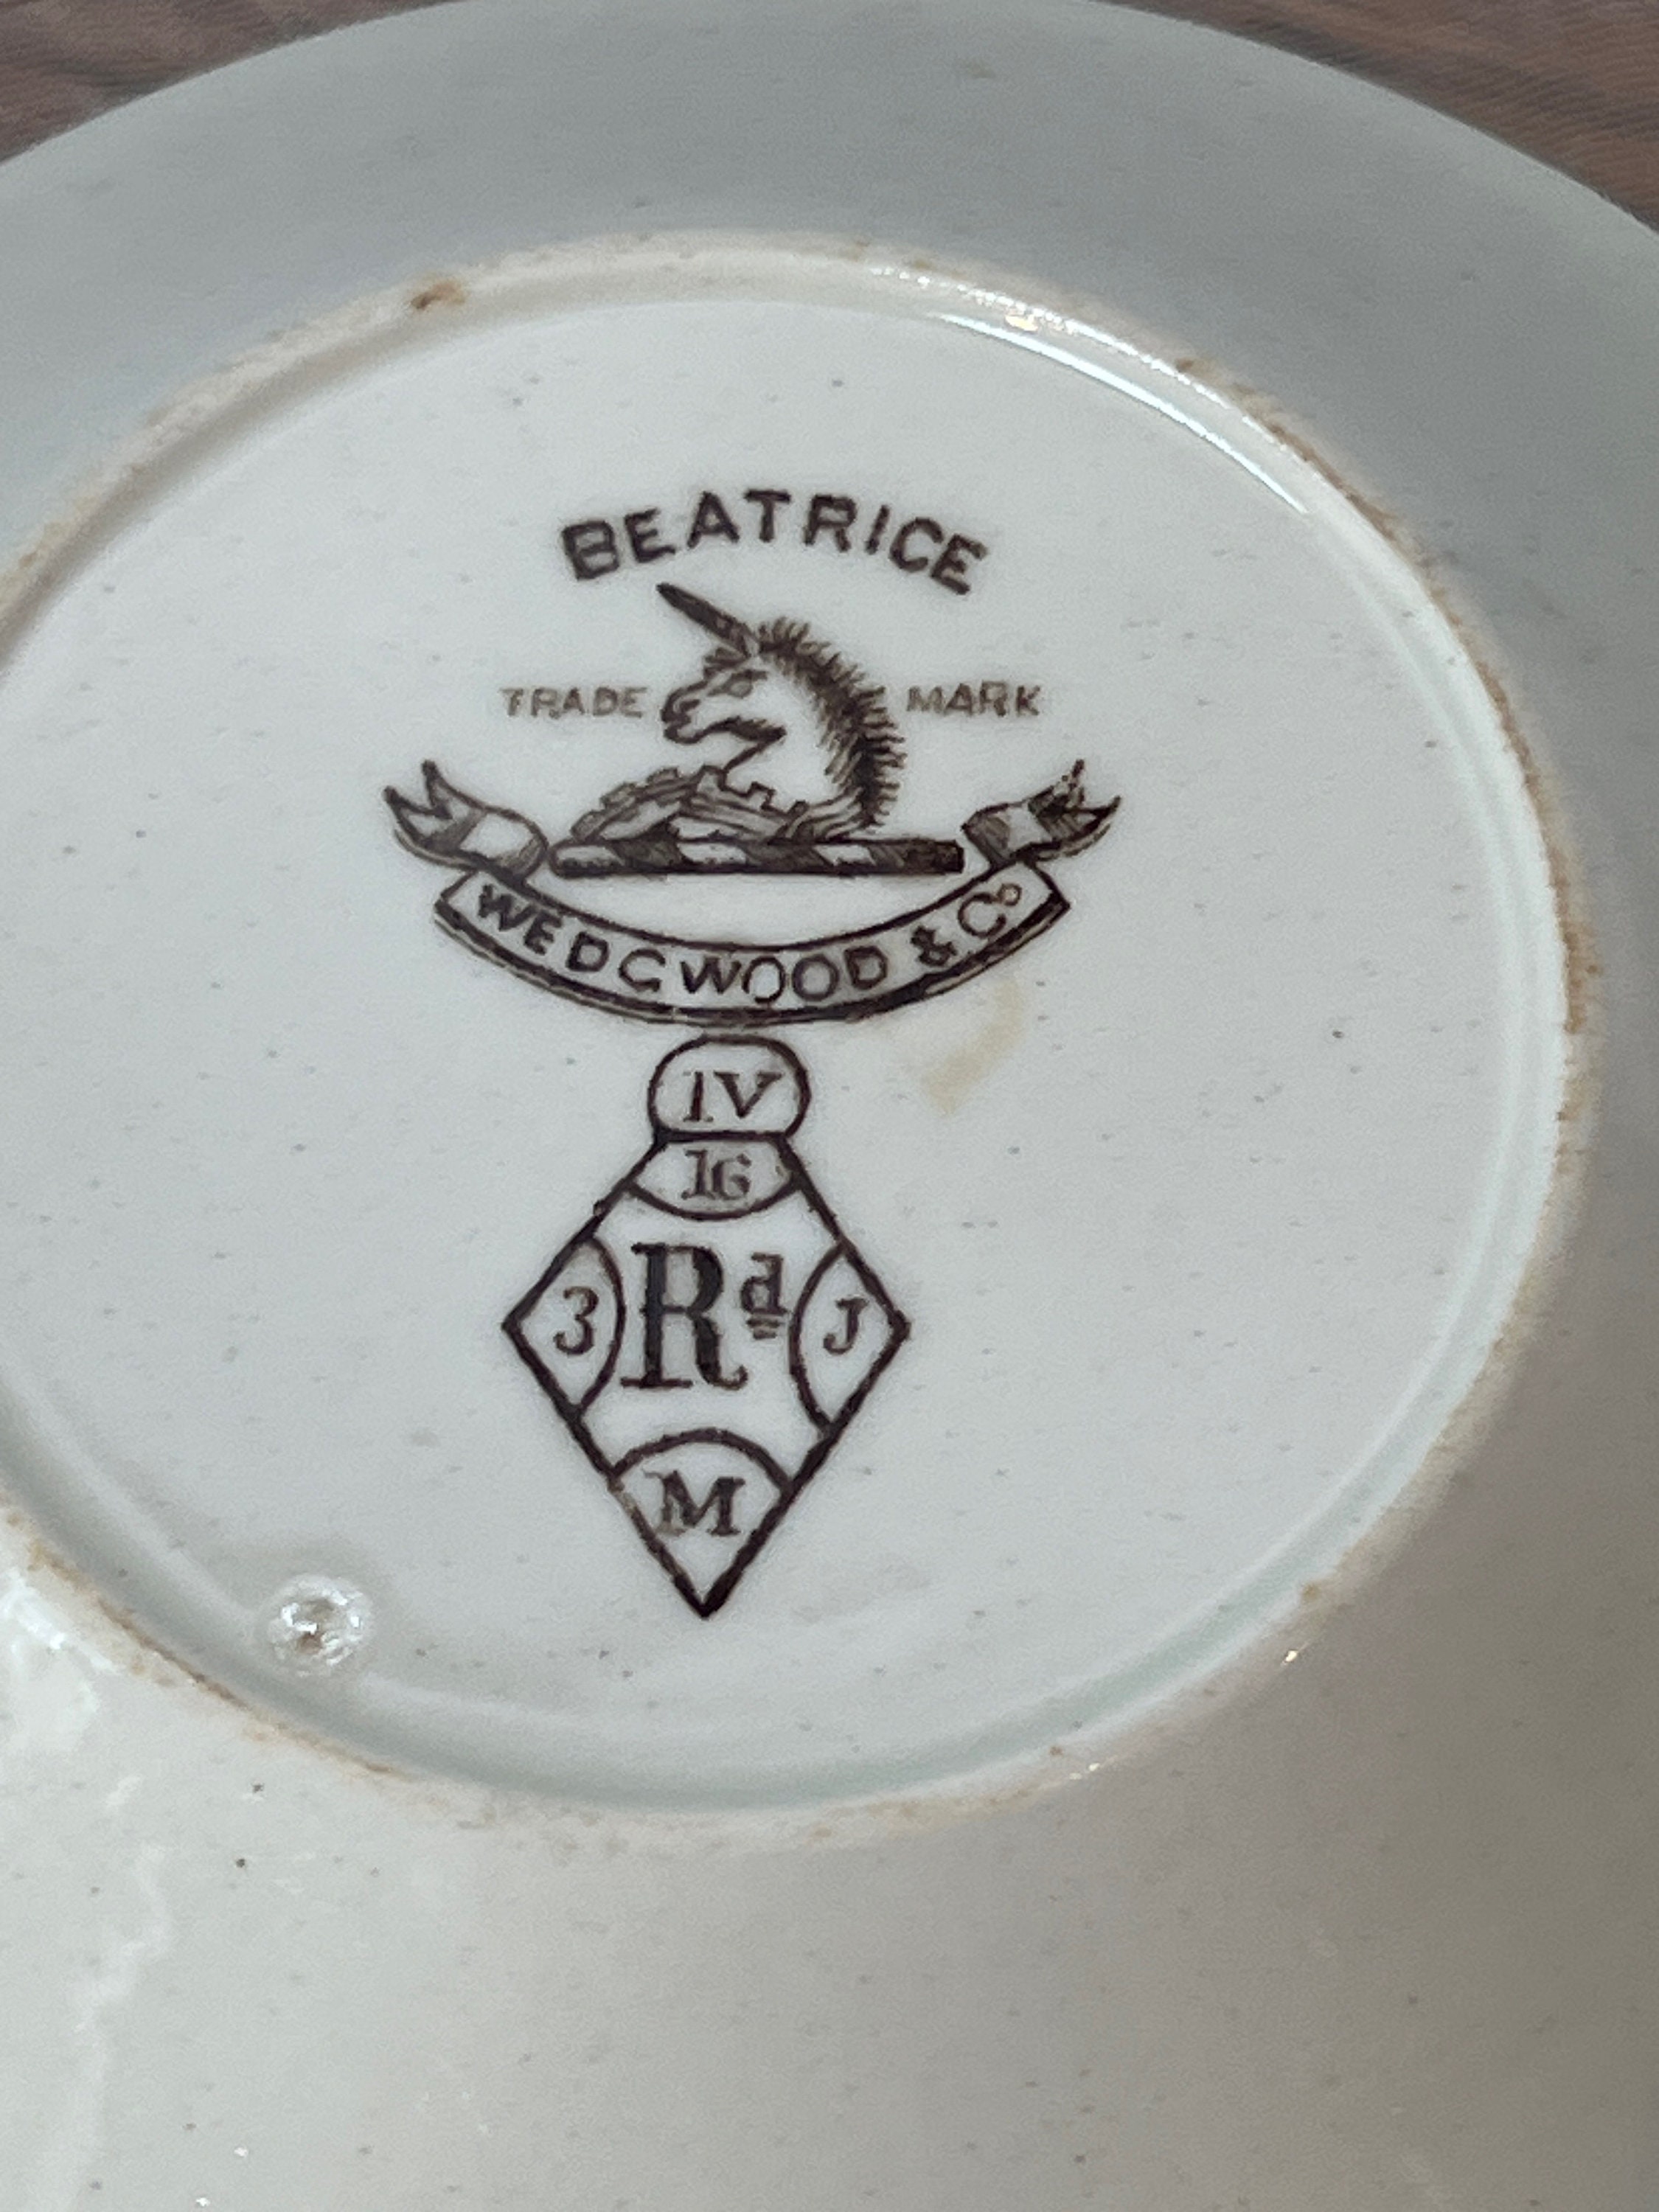 BEATRICE
TRADE MARK
WEDGWOOD & Co
IV
16
3 Rd J
M